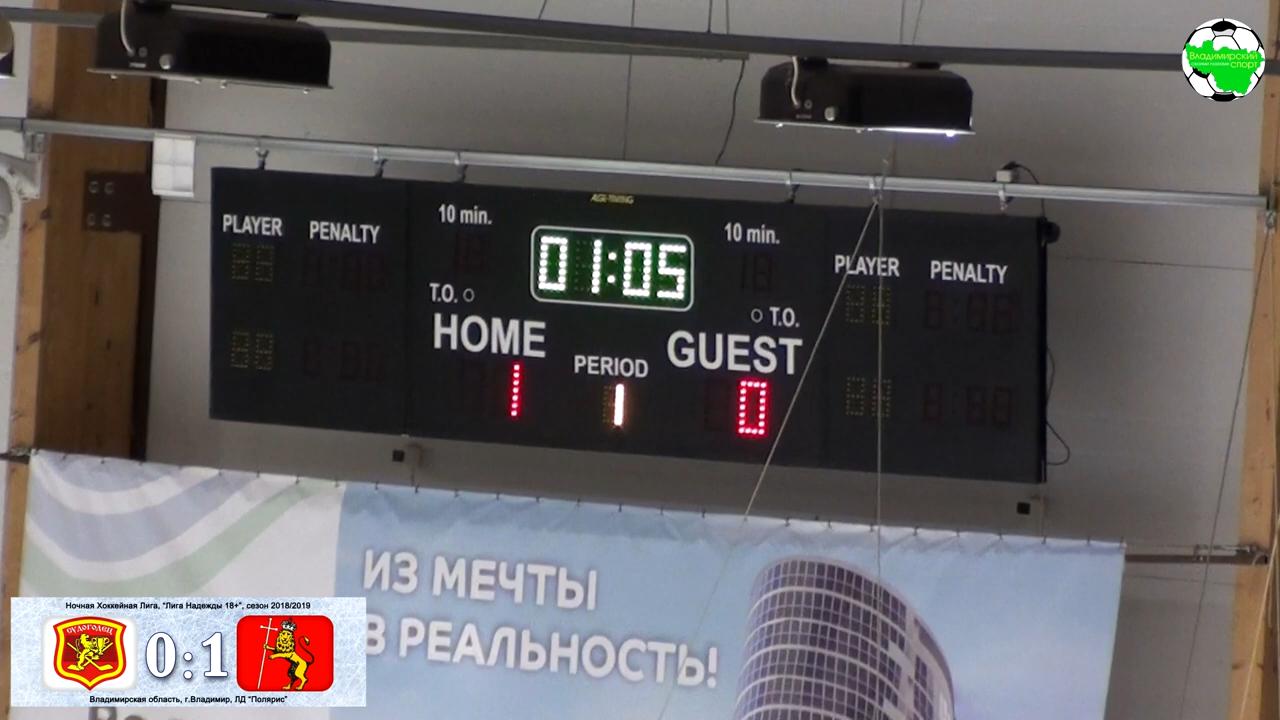 Владимирский
спорт
AGR-TIMING
PLAYER PENALTY
10 min.
01:05
10 min.
PLAYER PENALTY
T.O.
T.O.
HOME
PERIOD
GUEST
1
1
0
ИЗ МЕЧТЫ
В РЕАЛЬНОСТЬ!
Ночная Хоккейная Лига, "Лига Надежды 18+", сезон 2018/2019
СУДОГОДЕЦ
0:1
Владимирская область, г.Владимир, ЛД "Полярис"